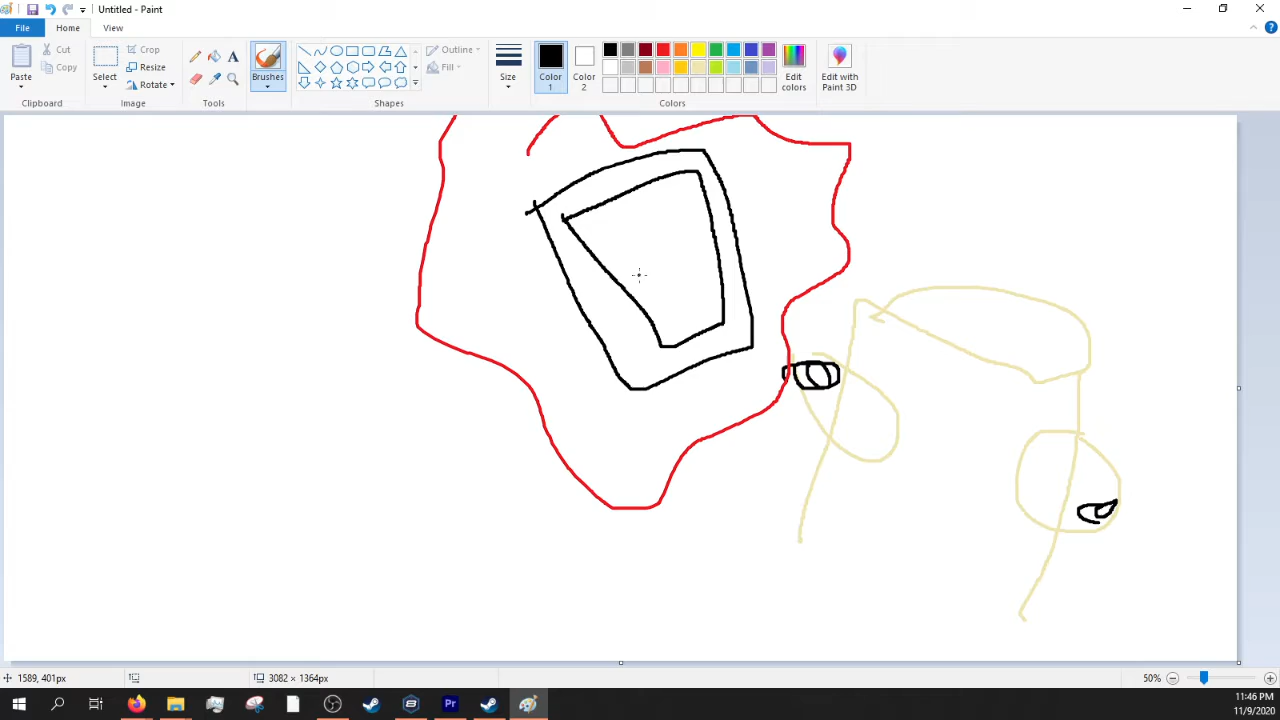 Untitled - Paint
File Home View
Paste
Cut
Copy
Clipboard
Select
Crop
Resize
Rotate
Image
Tools
Brushes
Outline
Fill
Shapes
Size
Color 1
Color 2
Edit colors
Colors
Edit with Paint 3D
1589, 401px
3082 × 1364px
50%
Pr
11:46 PM
11/9/2020